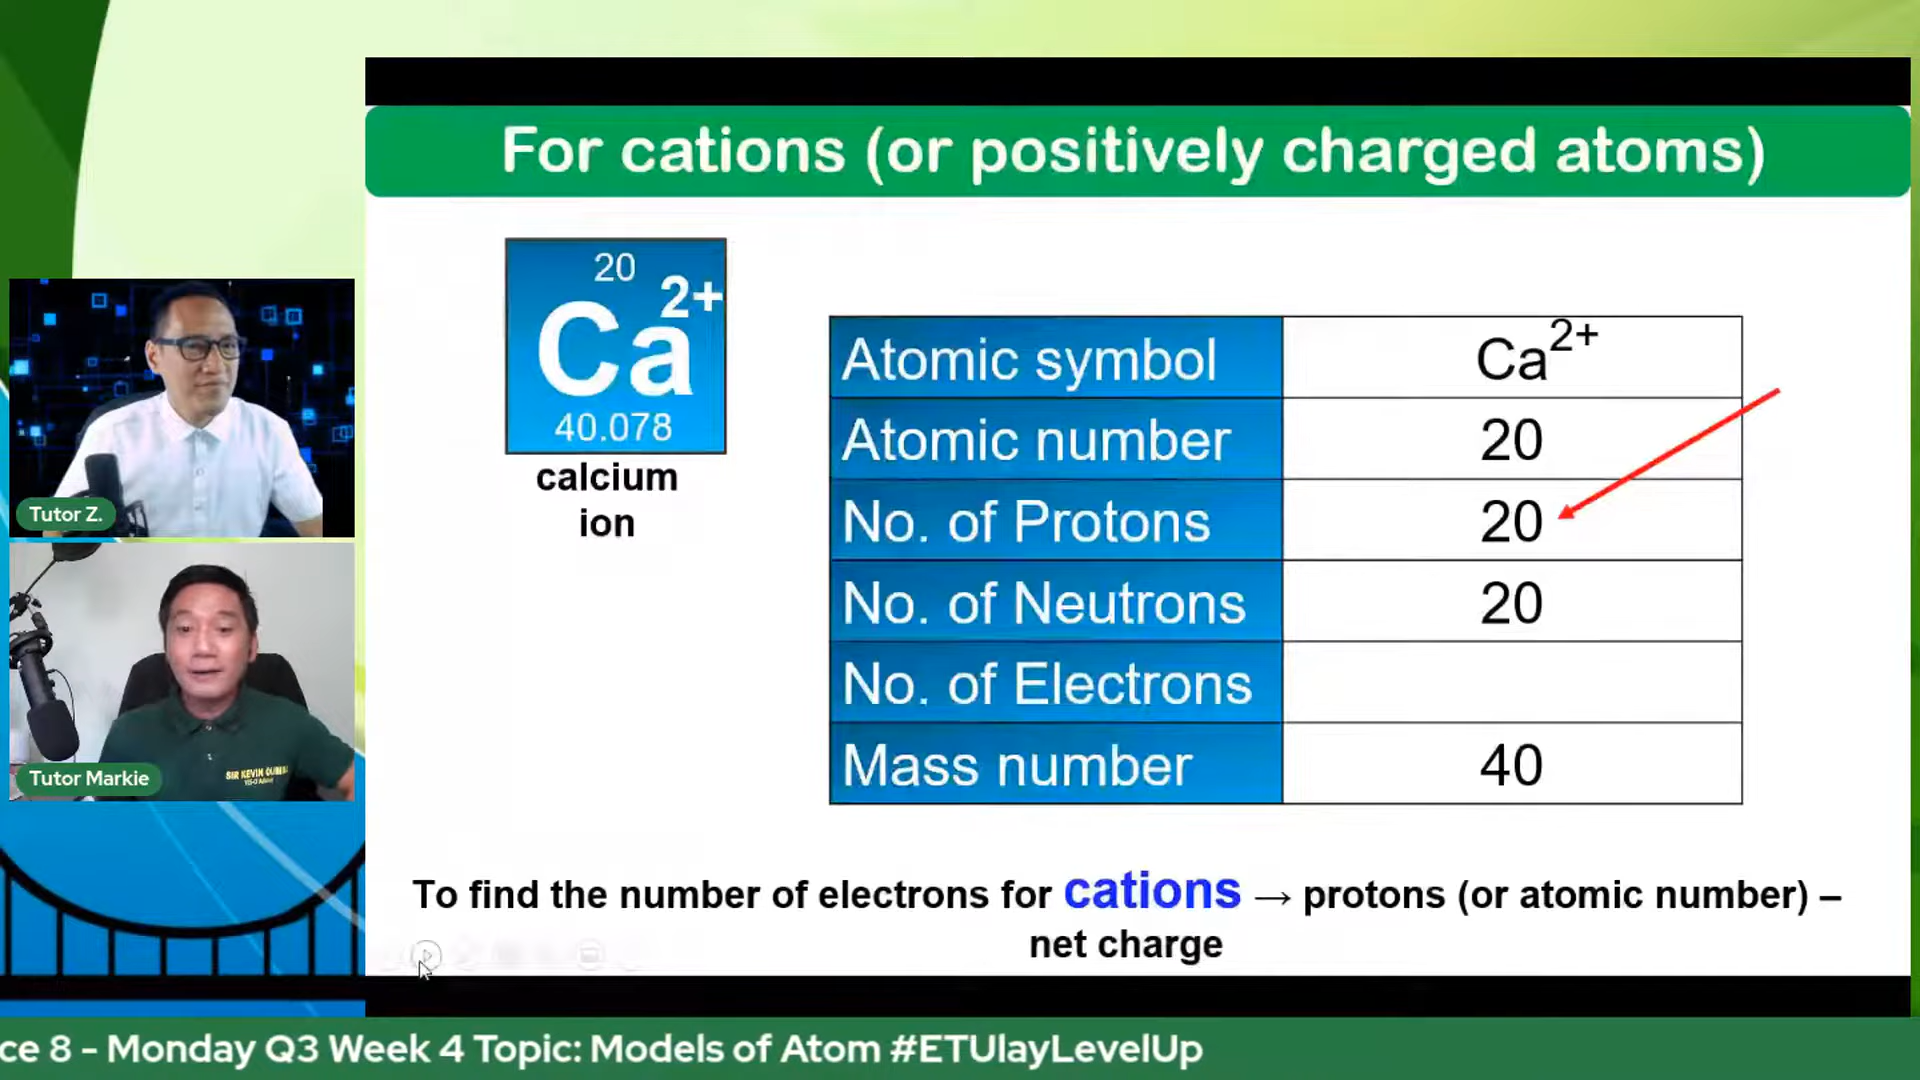 For cations (or positively charged atoms)
20
Ca2+
40.078
calcium
ion
Atomic symbol Ca2+
Atomic number 20
No. of Protons 20
No. of Neutrons 20
No. of Electrons
Mass number 40
To find the number of electrons for cations → protons (or atomic number) –
net charge
Tutor Z.
SIR KEVIN
Tutor Markie
ce 8 - Monday Q3 Week 4 Topic: Models of Atom #ETUlayLevelUp